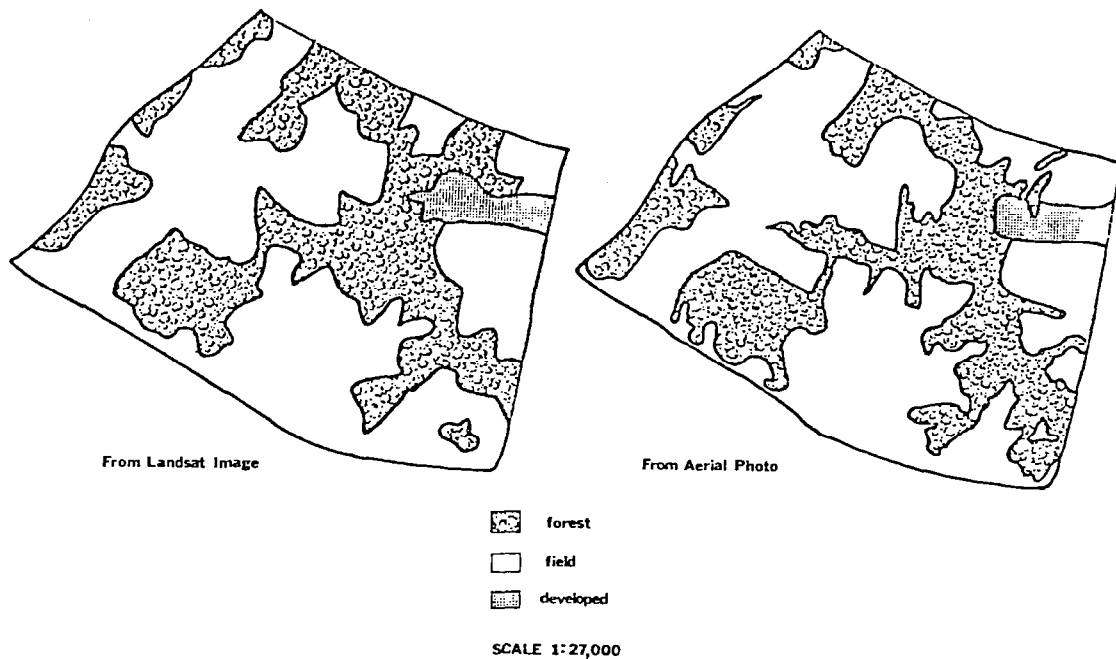 From Landsat Image
From Aerial Photo
forest
field
developed
SCALE 1:27,000